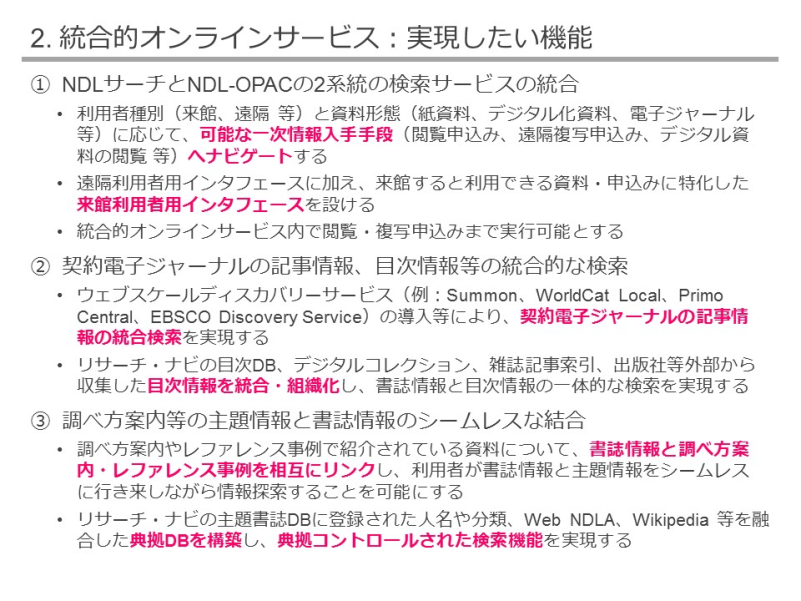 2. 統合的オンラインサービス：実現したい機能
① NDLサーチとNDL-OPACの2系統の検索サービスの統合
• 利用者種別（来館、遠隔 等）と資料形態（紙資料、デジタル化資料、電子ジャーナル
等）に応じて、可能な一次情報入手手段（閲覧申込み、遠隔複写申込み、デジタル資
料の閲覧 等）へナビゲートする
• 遠隔利用者用インタフェースに加え、来館すると利用できる資料・申込みに特化した
来館利用者用インタフェースを設ける
• 統合的オンラインサービス内で閲覧・複写申込みまで実行可能とする
② 契約電子ジャーナルの記事情報、目次情報等の統合的な検索
• ウェブスケールディスカバリーサービス（例：Summon、WorldCat Local、Primo
Central、EBSCO Discovery Service）の導入等により、契約電子ジャーナルの記事情
報の統合検索を実現する
• リサーチ・ナビの目次DB、デジタルコレクション、雑誌記事索引、出版社等外部から
収集した目次情報を統合・組織化し、書誌情報と目次情報の一体的な検索を実現する
③ 調べ方案内等の主題情報と書誌情報のシームレスな結合
• 調べ方案内やレファレンス事例で紹介されている資料について、書誌情報と調べ方案
内・レファレンス事例を相互にリンクし、利用者が書誌情報と主題情報をシームレス
に行き来しながら情報探索することを可能にする
• リサーチ・ナビの主題書誌DBに登録された人名や分類、Web NDLA、Wikipedia 等を融
合した典拠DBを構築し、典拠コントロールされた検索機能を実現する